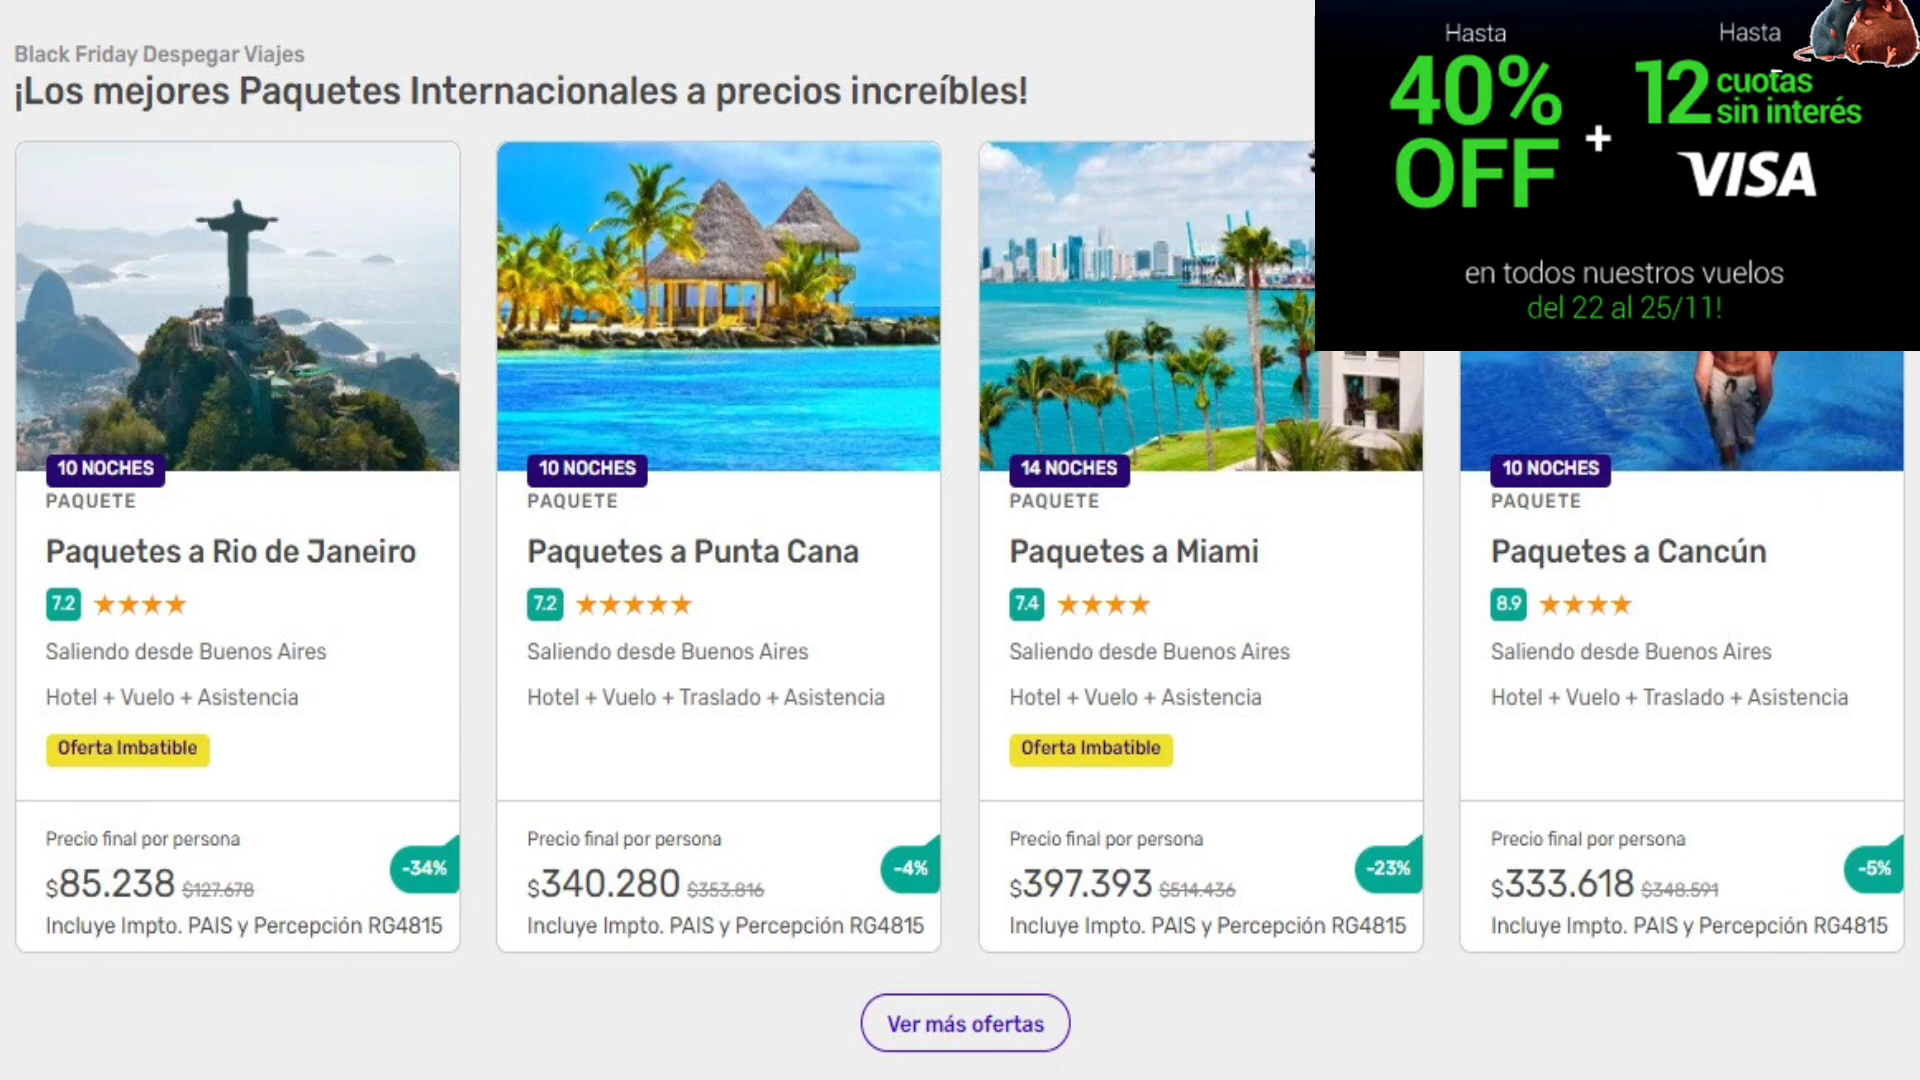 Black Friday Despegar Viajes
¡Los mejores Paquetes Internacionales a precios increíbles!
Hasta
40%
OFF
+
Hasta
12 cuotas
sin interés
VISA
en todos nuestros vuelos
del 22 al 25/11!
10 NOCHES
PAQUETE
Paquetes a Rio de Janeiro
7.2
Saliendo desde Buenos Aires
Hotel + Vuelo + Asistencia
Oferta Imbatible
Precio final por persona
$85.238 $127.678
-34%
Incluye Impto. PAIS y Percepción RG4815
10 NOCHES
PAQUETE
Paquetes a Punta Cana
7.2
Saliendo desde Buenos Aires
Hotel + Vuelo + Traslado + Asistencia
Precio final por persona
$340.280 $353.816
-4%
Incluye Impto. PAIS y Percepción RG4815
14 NOCHES
PAQUETE
Paquetes a Miami
7.4
Saliendo desde Buenos Aires
Hotel + Vuelo + Asistencia
Oferta Imbatible
Precio final por persona
$397.393 $514.436
-23%
Incluye Impto. PAIS y Percepción RG4815
10 NOCHES
PAQUETE
Paquetes a Cancún
8.9
Saliendo desde Buenos Aires
Hotel + Vuelo + Traslado + Asistencia
Precio final por persona
$333.618 $348.591
-5%
Incluye Impto. PAIS y Percepción RG4815
Ver más ofertas